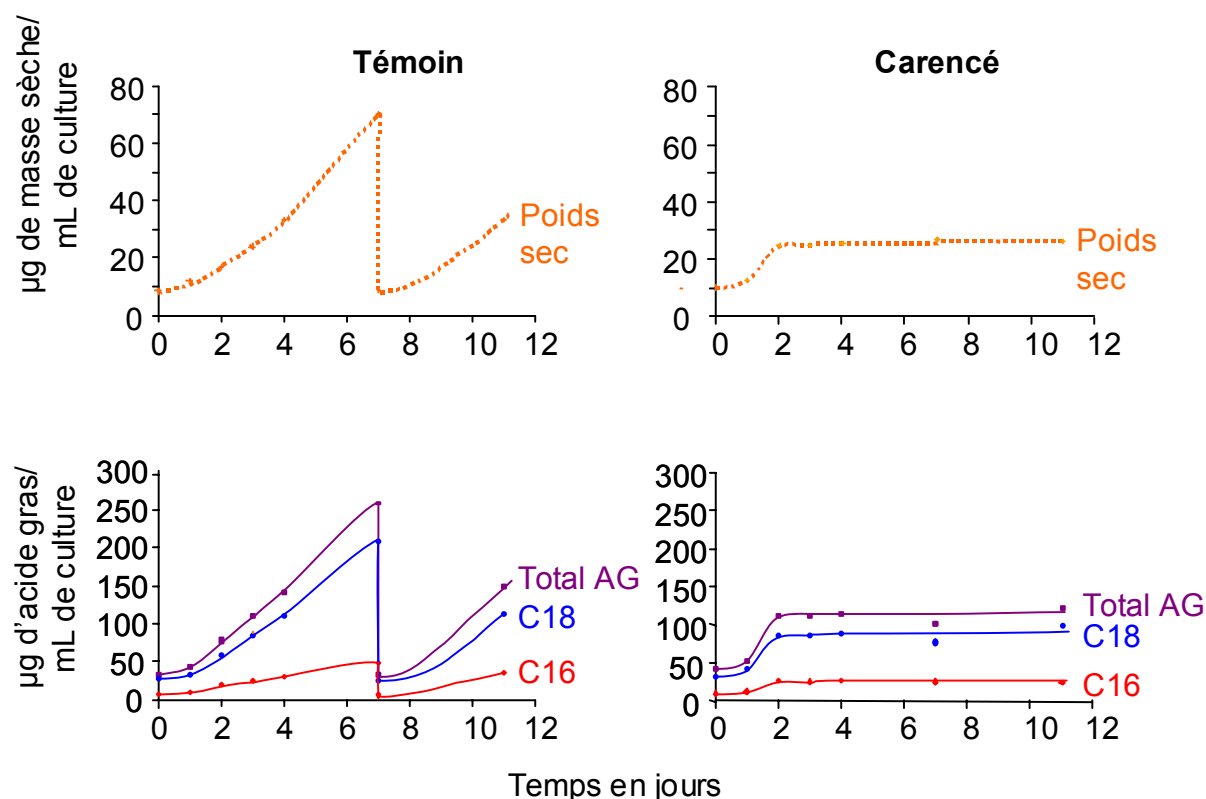 Témoin
µg de masse sèche/
mL de culture
80
60
40
20
0
0 2 4 6 8 10 12
Poids
sec
Carencé
80
60
40
20
0
0 2 4 6 8 10 12
Poids
sec
µg d'acide gras/
mL de culture
300
250
200
150
100
50
0
0 2 4 6 8 10 12
Total AG
C18
C16
300
250
200
150
100
50
0
0 2 4 6 8 10 12
Total AG
C18
C16
Temps en jours